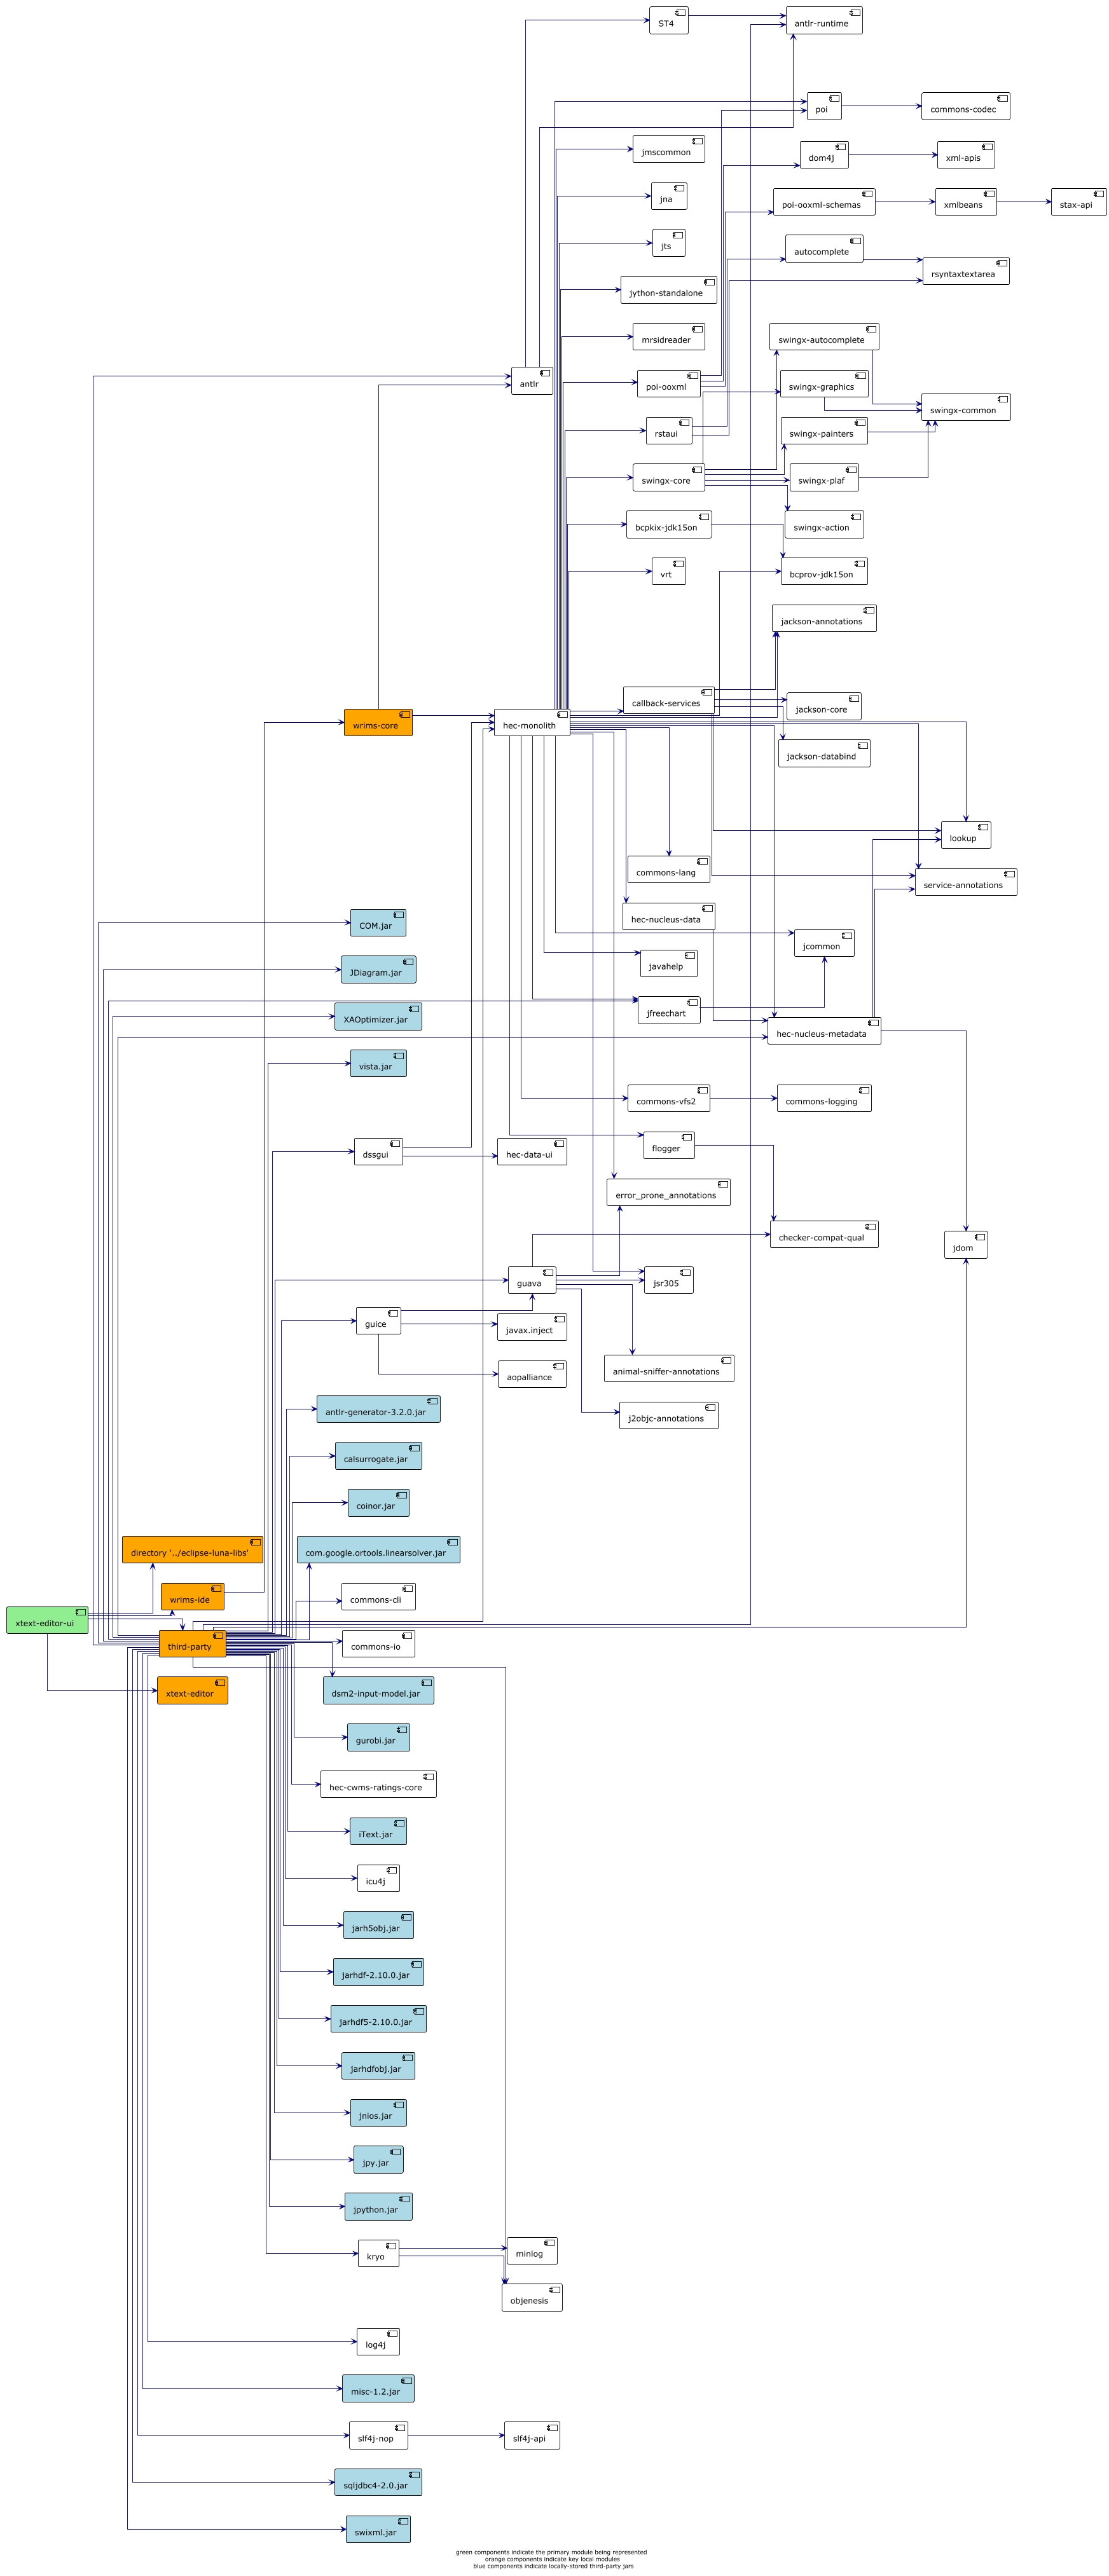 ST4
antlr-runtime
poi
commons-codec
jmscommon
dom4j
xml-apis
jna
poi-ooxml-schemas
xmlbeans
stax-api
jts
autocomplete
rsyntaxtextarea
jython-standalone
mrsidreader
swingx-autocomplete
antlr
poi-ooxml
swingx-graphics
swingx-common
rstaui
swingx-painters
swingx-core
swingx-plaf
bcpkix-jdk15on
swingx-action
vrt
bcprov-jdk15on
jackson-annotations
callback-services
jackson-core
wrims-core
hec-monolith
jackson-databind
lookup
commons-lang
service-annotations
COM.jar
hec-nucleus-data
jcommon
JDiagram.jar
javahelp
XAOptimizer.jar
jfreechart
hec-nucleus-metadata
vista.jar
commons-vfs2
commons-logging
dssgui
hec-data-ui
flogger
error_prone_annotations
checker-compat-qual
jdom
guava
jsr305
guice
javax.inject
aopalliance
animal-sniffer-annotations
antlr-generator-3.2.0.jar
j2objc-annotations
calsurrogate.jar
coinor.jar
directory '../eclipse-luna-libs'
com.google.ortools.linearsolver.jar
wrims-ide
commons-cli
xtext-editor-ui
third-party
commons-io
xtext-editor
dsm2-input-model.jar
gurobi.jar
hec-cwms-ratings-core
iText.jar
icu4j
jarh5obj.jar
jarhdf-2.10.0.jar
jarhdf5-2.10.0.jar
jarhdfobj.jar
jnios.jar
jpy.jar
jpython.jar
kryo
minlog
objenesis
log4j
misc-1.2.jar
slf4j-nop
slf4j-api
sqljdbc4-2.0.jar
swixml.jar
green components indicate the primary module being represented
orange components indicate key local modules
blue components indicate locally-stored third-party jars